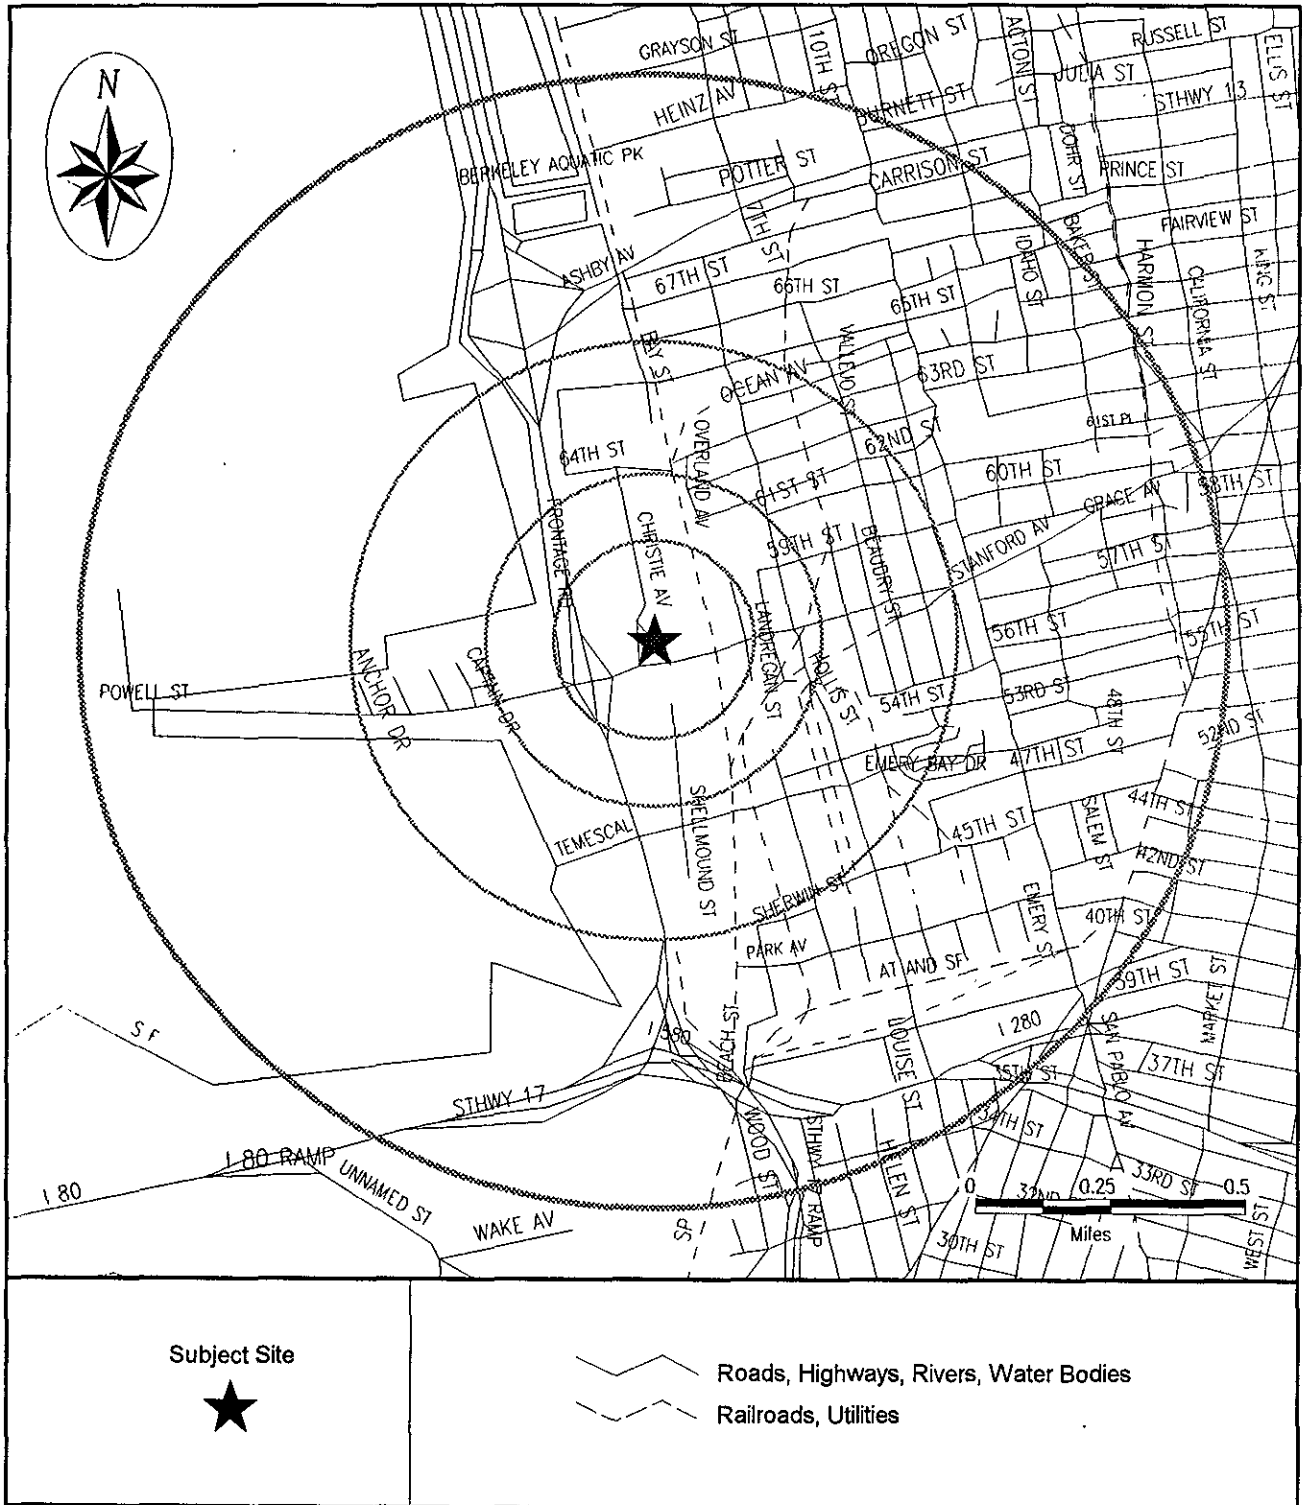 N
GRAYSON ST
10TH ST
OREGON ST
ACTON ST
RUSSELL ST
ELLIS ST
JULIA ST
STHWY 13
HEINZ AV
BURNETT ST
DOHR ST
BERKELEY AQUATIC PK
POTTER ST
CARRISON ST
PRINCE ST
7TH ST
FAIRVIEW ST
BAKER ST
IDAHO ST
HARMON ST
KING ST
ASHBY AV
67TH ST
66TH ST
65TH ST
CALIFORNIA ST
BAY ST
VALLEJO ST
OCEAN AV
63RD ST
61ST PL
OVERLAND AV
62ND ST
64TH ST
60TH ST
61ST ST
GRACE AV
58TH ST
FRONTAGE RD
CHRISTIE AV
59TH ST
BEAUDRY ST
STANFORD AV
57TH ST
LANDREGAN ST
56TH ST
55TH ST
POWELL ST
ANCHOR DR
CAPTAIN DR
HOLLIS ST
54TH ST
53RD ST
48TH ST
52ND ST
EMERY BAY DR
47TH ST
SHELLMOUND ST
TEMESCAL
45TH ST
SALEM ST
44TH ST
42ND ST
SHERWIN ST
EMERY ST
40TH ST
PARK AV
AT AND SF
39TH ST
MARKET ST
S F
I 580
BEACH ST
LOUISE ST
I 280
SAN PABLO AV
35TH ST
37TH ST
STHWY 17
WOOD ST
STHWY 17 RAMP
34TH ST
HELEN ST
I 80 RAMP
UNNAMED ST
33RD ST
I 80
32ND
0 0.25 0.5
Miles
WAKE AV
SP
30TH ST
WEST ST
Subject Site
Roads, Highways, Rivers, Water Bodies
Railroads, Utilities